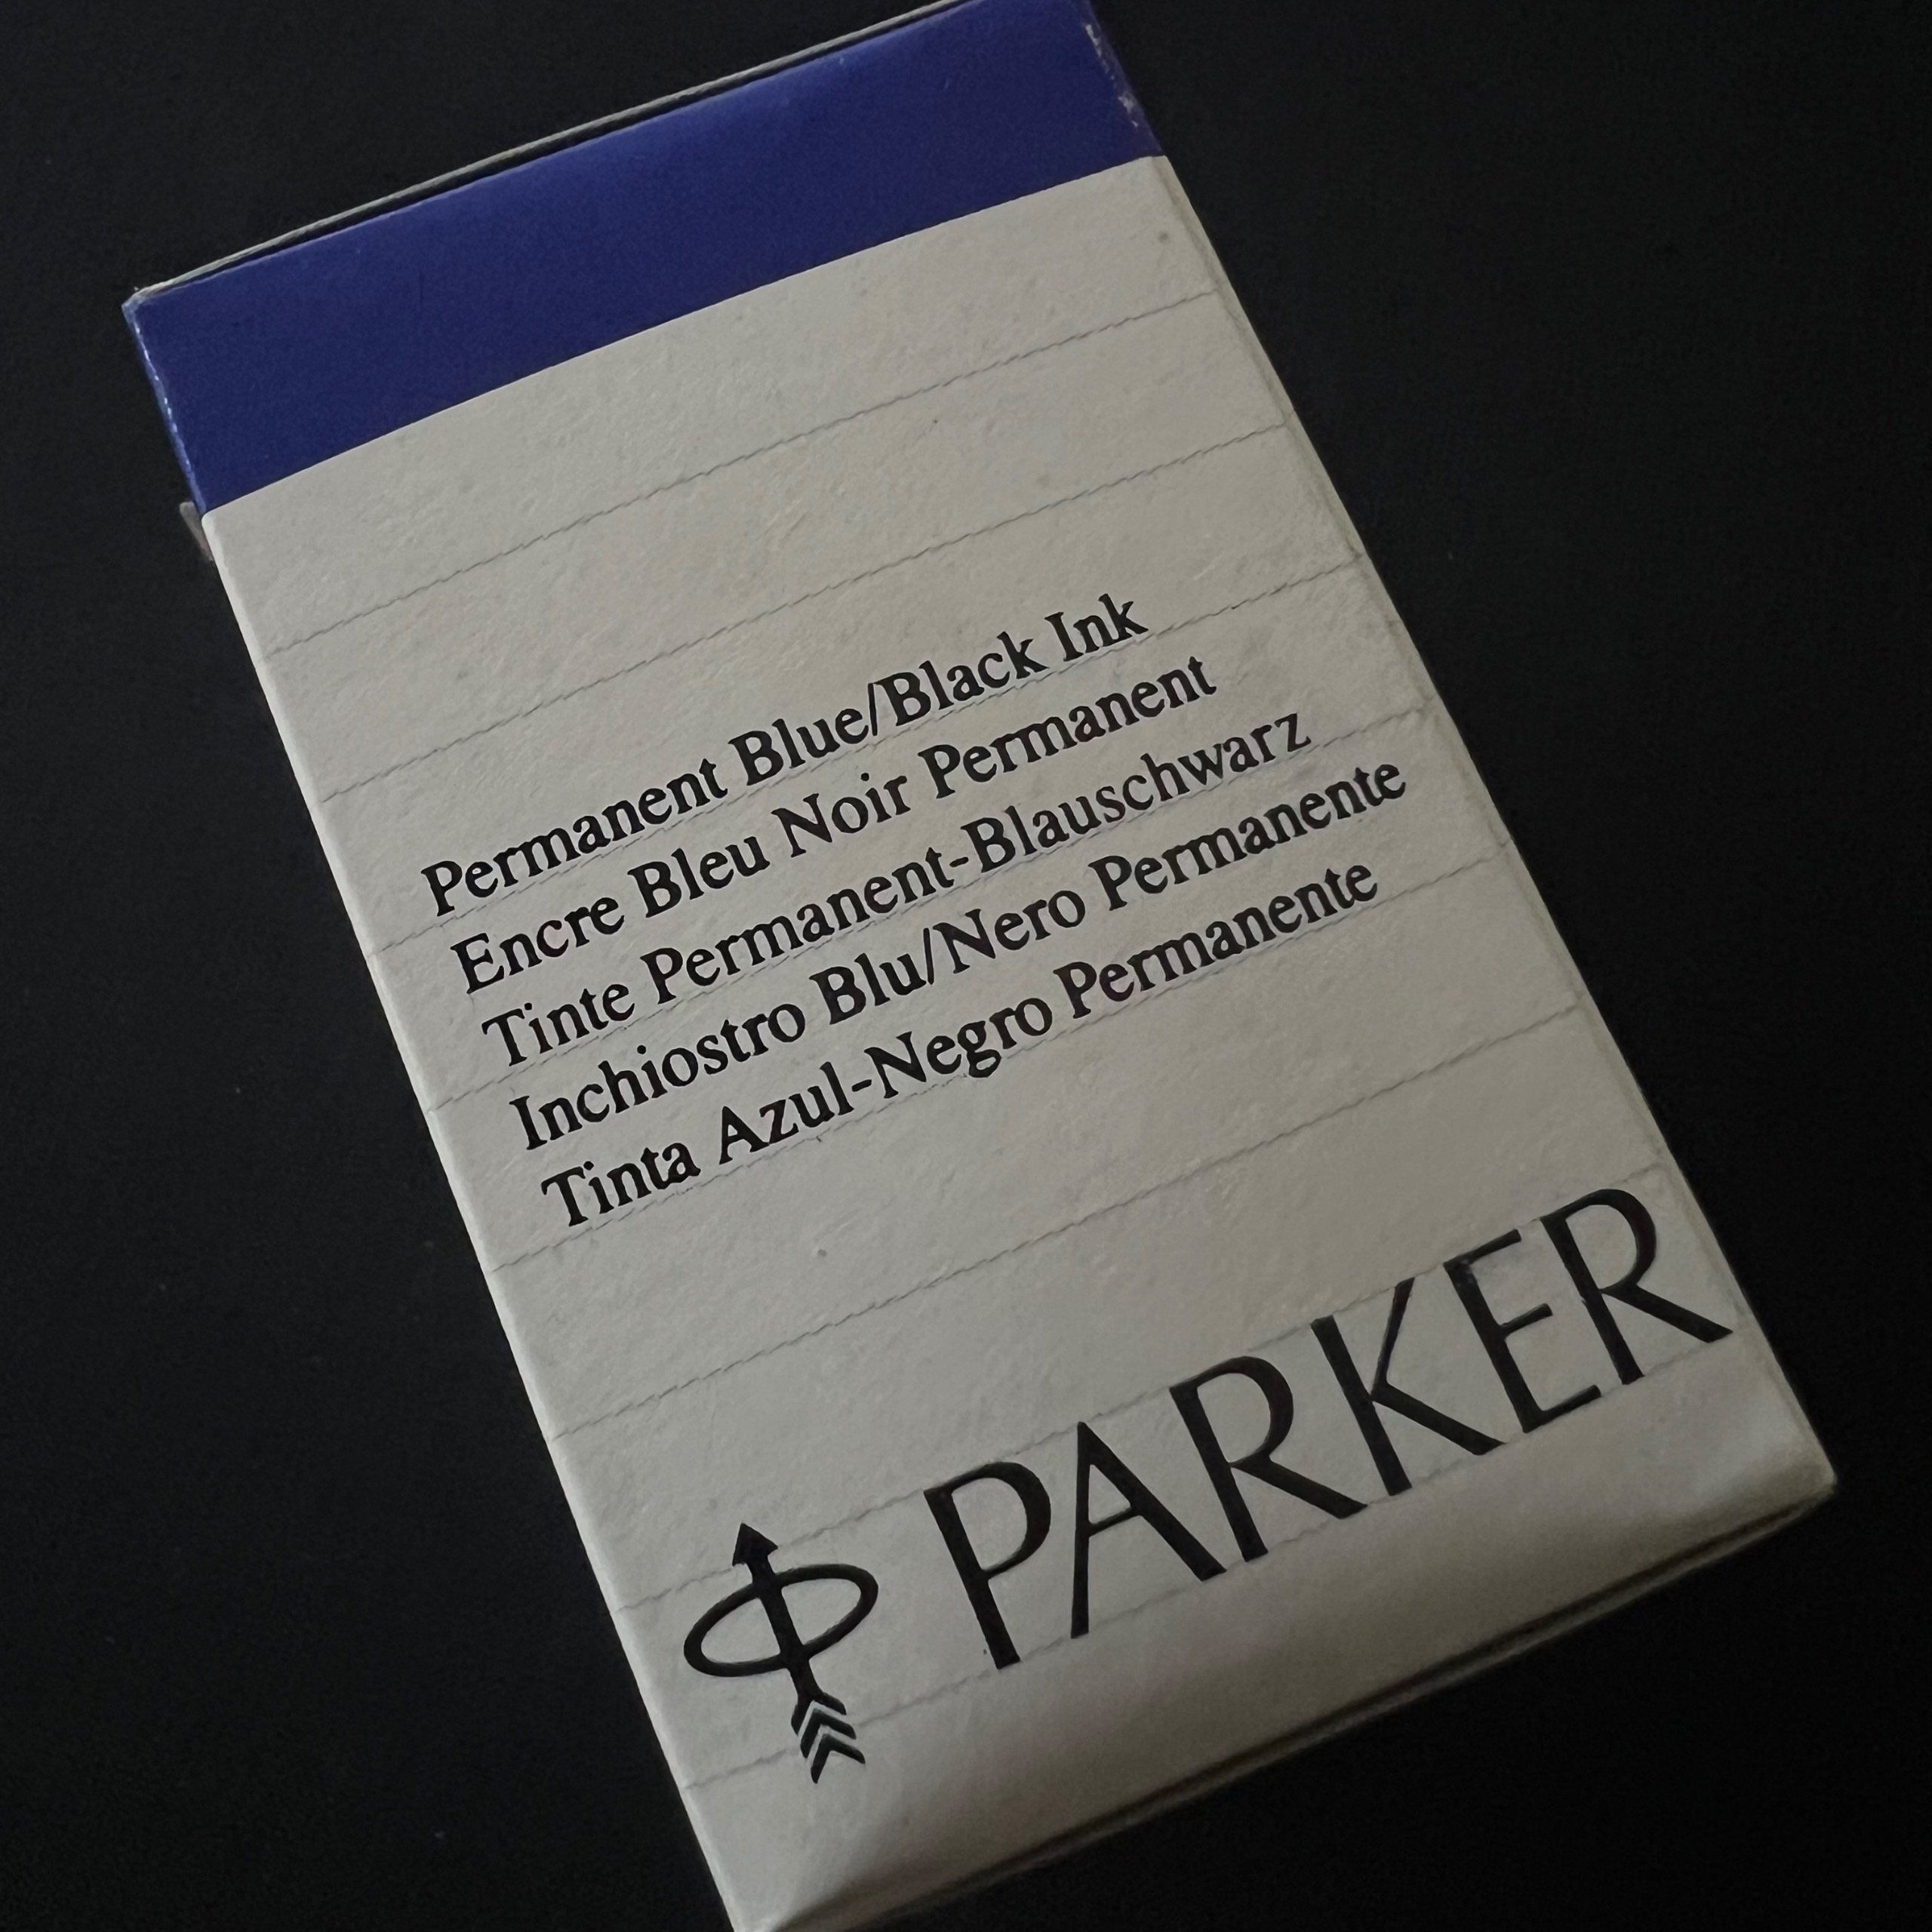 Permanent Blue/Black Ink
Encre Bleu Noir Permanent
Tinte Permanent-Blauschwarz
Inchiostro Blu/Nero Permanente
Tinta Azul-Negro Permanente
PARKER